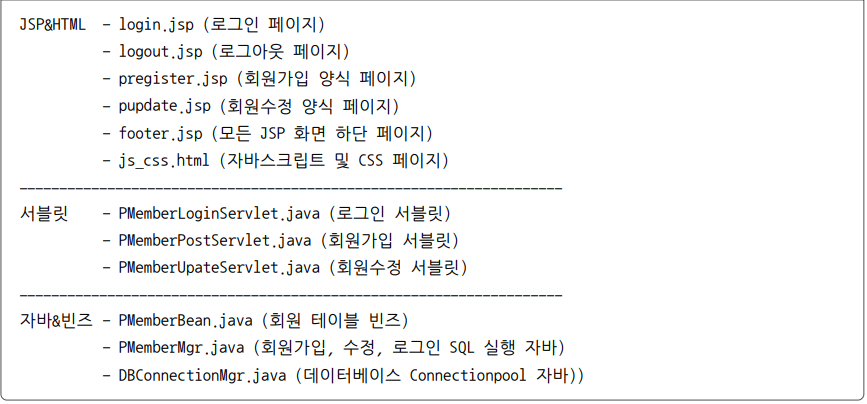 JSP&HTML  - login.jsp (로그인 페이지)
- logout.jsp (로그아웃 페이지)
- pregister.jsp (회원가입 양식 페이지)
- pupdate.jsp (회원수정 양식 페이지)
- footer.jsp (모든 JSP 화면 하단 페이지)
- js_css.html (자바스크립트 및 CSS 페이지)
--------------------------------------------------------------------
서블릿    - PMemberLoginServlet.java (로그인 서블릿)
- PMemberPostServlet.java (회원가입 서블릿)
- PMemberUpateServlet.java (회원수정 서블릿)
--------------------------------------------------------------------
자바&빈즈 - PMemberBean.java (회원 테이블 빈즈)
- PMemberMgr.java (회원가입, 수정, 로그인 SQL 실행 자바)
- DBConnectionMgr.java (데이터베이스 Connectionpool 자바))